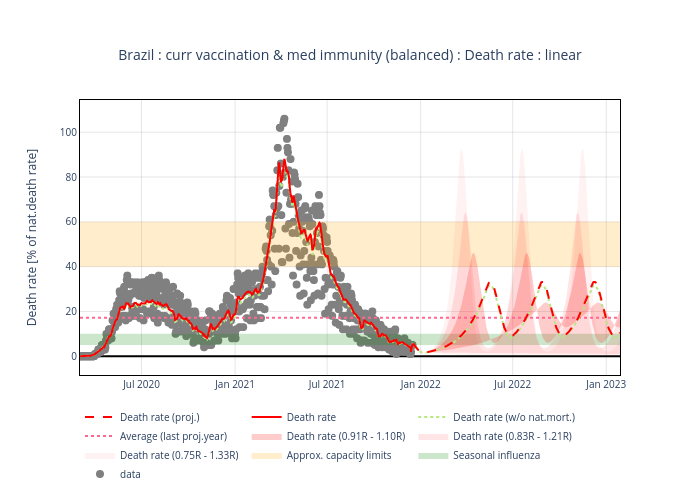 Brazil : curr vaccination & med immunity (balanced) : Death rate : linear
Death rate [% of nat.death rate]
100
80
60
40
20
0
Jul 2020
Jan 2021
Jul 2021
Jan 2022
Jul 2022
Jan 2023
Death rate (proj.)
Death rate
Death rate (w/o nat.mort.)
Average (last proj.year)
Death rate (0.91R - 1.10R)
Death rate (0.83R - 1.21R)
Death rate (0.75R - 1.33R)
Approx. capacity limits
Seasonal influenza
data